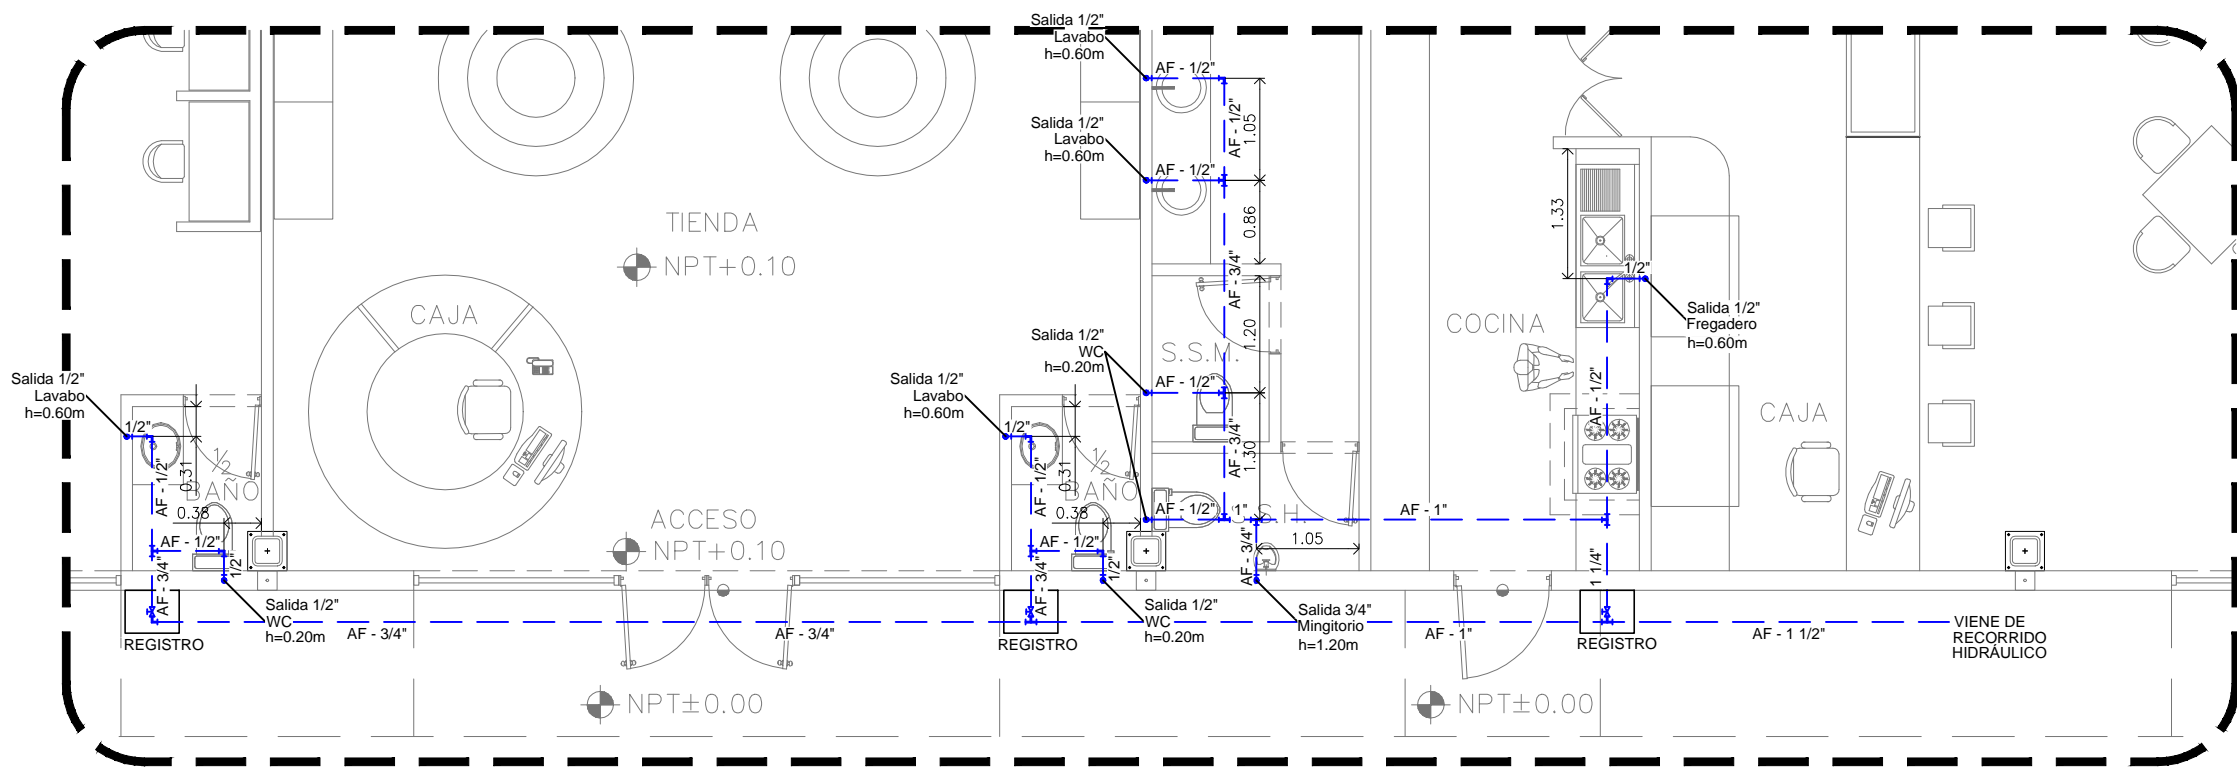 Salida 1/2"
Lavabo
h=0.60m
AF - 1/2"
AF - 1/2"
1.05
Salida 1/2"
Lavabo
h=0.60m
AF - 1/2"
0.86
AF - 3/4"
1.20
TIENDA
NPT+0.10
CAJA
Salida 1/2"
WC
h=0.20m
S.S.M.
AF - 1/2"
AF - 3/4"
1.30
1.33
1/2"
Salida 1/2"
Fregadero
h=0.60m
COCINA
AF - 1/2"
CAJA
Salida 1/2"
Lavabo
h=0.60m
1/2"
AF - 1/2"
0.31
1/2
BAÑO
0.38
AF - 1/2"
1/2"
AF - 3/4"
Salida 1/2"
Lavabo
h=0.60m
1/2"
AF - 1/2"
0.31
1/2
BAÑO
0.38
AF - 1/2"
1/2"
AF - 3/4"
ACCESO
NPT+0.10
AF - 1/2"
1"
S.H.
AF - 1"
AF - 3/4"
1.05
1 1/4"
Salida 1/2"
WC
h=0.20m
AF - 3/4"
AF - 3/4"
Salida 1/2"
WC
h=0.20m
Salida 3/4"
Mingitorio
h=1.20m
AF - 1"
AF - 1 1/2"
VIENE DE
RECORRIDO
HIDRÁULICO
REGISTRO
REGISTRO
REGISTRO
NPT±0.00
NPT±0.00